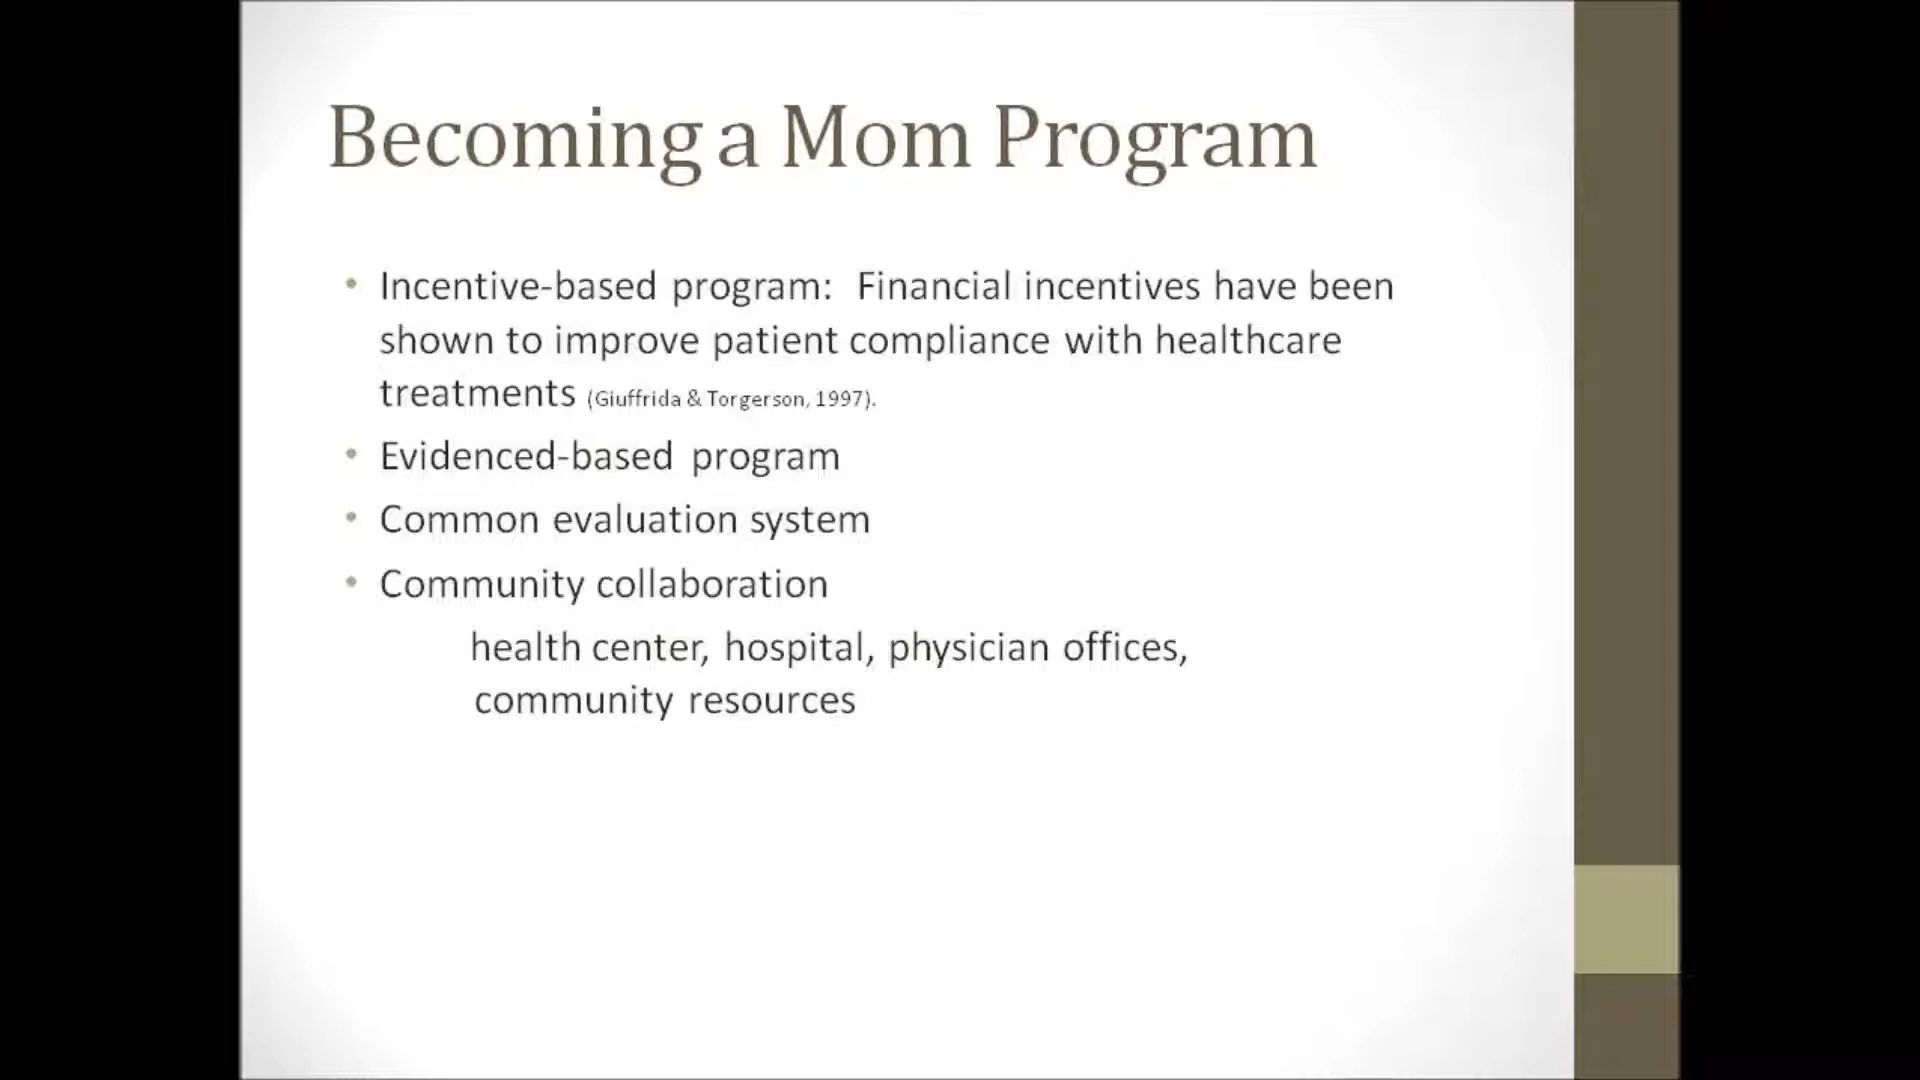 Becoming a Mom Program
• Incentive-based program: Financial incentives have been
shown to improve patient compliance with healthcare
treatments (Giuffrida & Torgerson, 1997).
• Evidenced-based program
• Common evaluation system
• Community collaboration
health center, hospital, physician offices,
community resources